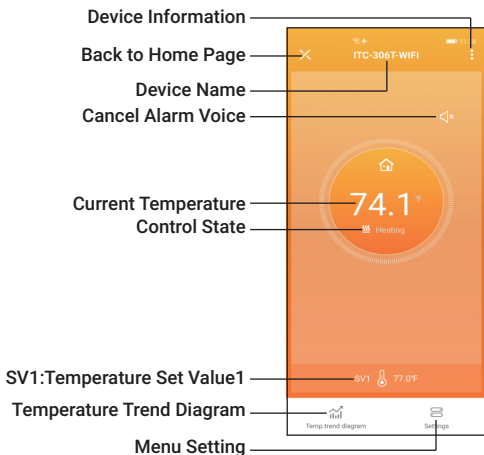 Device Information
Back to Home Page
ITC-306T-WIFI
Device Name
Cancel Alarm Voice
Current Temperature
74.1 °F
Control State
Heating
SV1:Temperature Set Value1
SV1 77.0°F
Temperature Trend Diagram
Temp.trend diagram
Settings
Menu Setting